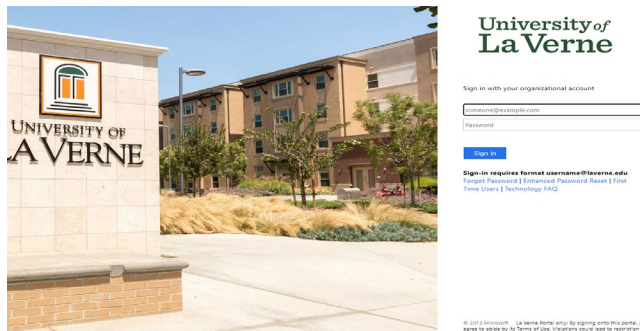 UNIVERSITY OF
LA VERNE
University of
La Verne
Sign in with your organizational account
someone@example.com
Password
Sign in
Sign-in requires format username@laverne.edu
Forgot Password | Enhanced Password Reset | First
Time Users | Technology FAQ
© 2013 Microsoft La Verne Portal only: By signing onto this portal,
agree to abide by its Terms of Use. Violations could lead to restriction